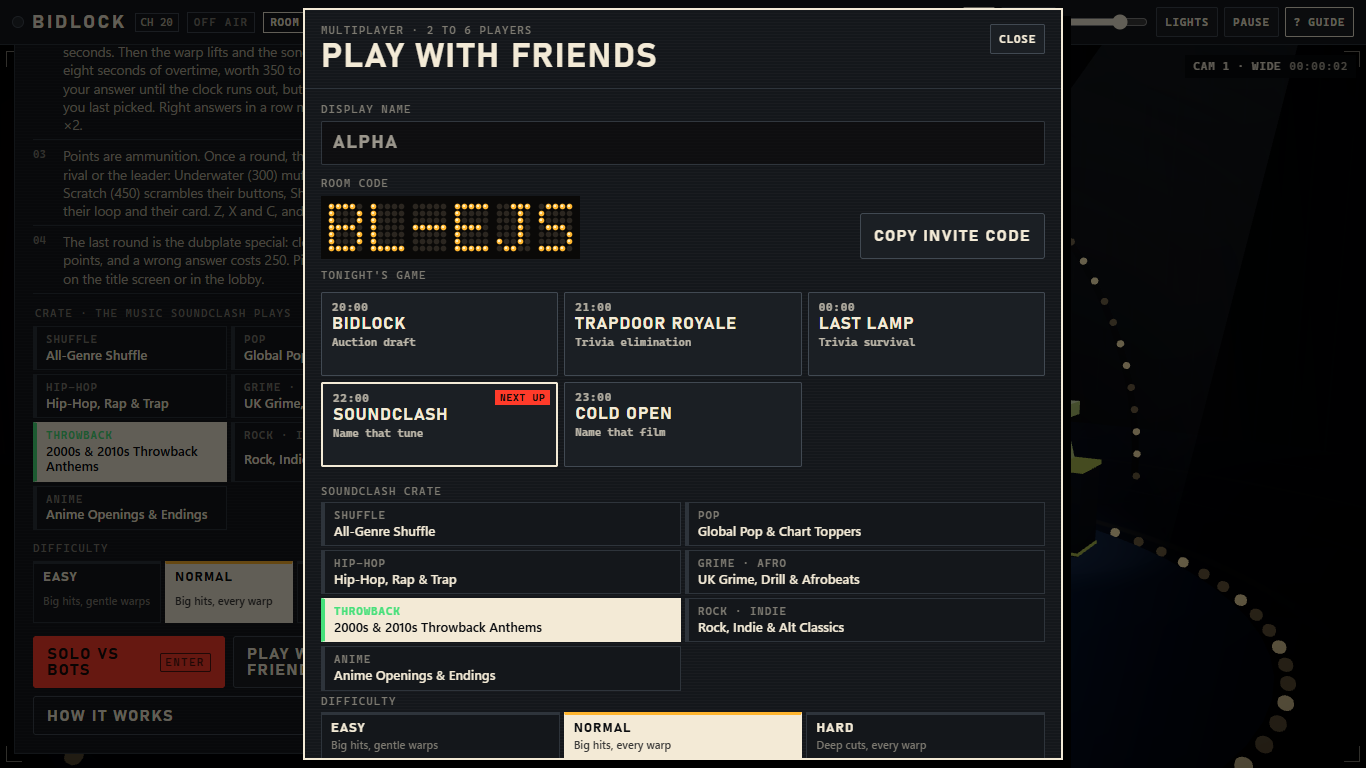 BIDLOCK
CH 20
OFF AIR
ROOM
LIGHTS
PAUSE
? GUIDE
CAM 1 · WIDE 00:00:02
seconds. Then the warp lifts and the son
eight seconds of overtime, worth 350 to
your answer until the clock runs out, but
you last picked. Right answers in a row m
×2.
03
Points are ammunition. Once a round, th
rival or the leader: Underwater (300) mut
Scratch (450) scrambles their buttons, Sh
their loop and their card. Z, X and C, and
04
The last round is the dubplate special: cl
points, and a wrong answer costs 250. Pi
on the title screen or in the lobby.
CRATE · THE MUSIC SOUNDCLASH PLAYS
SHUFFLE
All-Genre Shuffle
POP
Global Pop
HIP-HOP
Hip-Hop, Rap & Trap
GRIME ·
UK Grime,
THROWBACK
2000s & 2010s Throwback
Anthems
ROCK · I
Rock, Indie
ANIME
Anime Openings & Endings
DIFFICULTY
EASY
Big hits, gentle warps
NORMAL
Big hits, every warp
SOLO VS
BOTS
ENTER
PLAY W
FRIEN
HOW IT WORKS
MULTIPLAYER · 2 TO 6 PLAYERS
PLAY WITH FRIENDS
CLOSE
DISPLAY NAME
ALPHA
ROOM CODE
BL-EJS
COPY INVITE CODE
TONIGHT'S GAME
20:00
BIDLOCK
Auction draft
21:00
TRAPDOOR ROYALE
Trivia elimination
00:00
LAST LAMP
Trivia survival
22:00
NEXT UP
SOUNDCLASH
Name that tune
23:00
COLD OPEN
Name that film
SOUNDCLASH CRATE
SHUFFLE
All-Genre Shuffle
POP
Global Pop & Chart Toppers
HIP-HOP
Hip-Hop, Rap & Trap
GRIME · AFRO
UK Grime, Drill & Afrobeats
THROWBACK
2000s & 2010s Throwback Anthems
ROCK · INDIE
Rock, Indie & Alt Classics
ANIME
Anime Openings & Endings
DIFFICULTY
EASY
Big hits, gentle warps
NORMAL
Big hits, every warp
HARD
Deep cuts, every warp